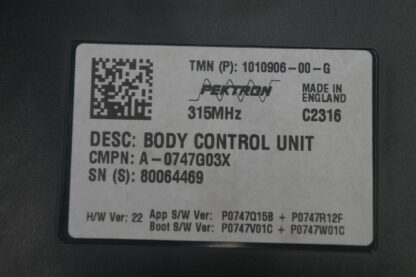 TMN (P): 1010906-00-G
PEKTRON
MADE IN
ENGLAND
315MHz
C2316
DESC: BODY CONTROL UNIT
CMPN: A-0747G03X
SN (S): 80064469
H/W Ver: 22 App S/W Ver: P0747Q15B + P0747R12F
Boot S/W Ver: P0747V01C + P0747W01C